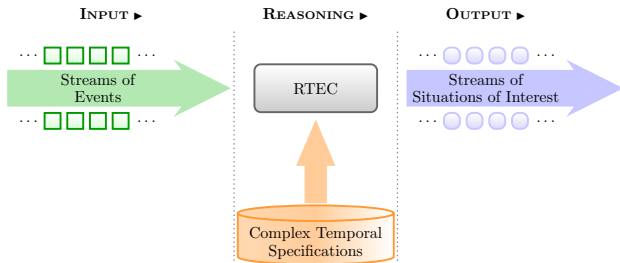 INPUT ▸
REASONING ▸
OUTPUT ▸
··· ···
Streams of
Events
··· ···
RTEC
··· ···
Streams of
Situations of Interest
··· ···
Complex Temporal
Specifications